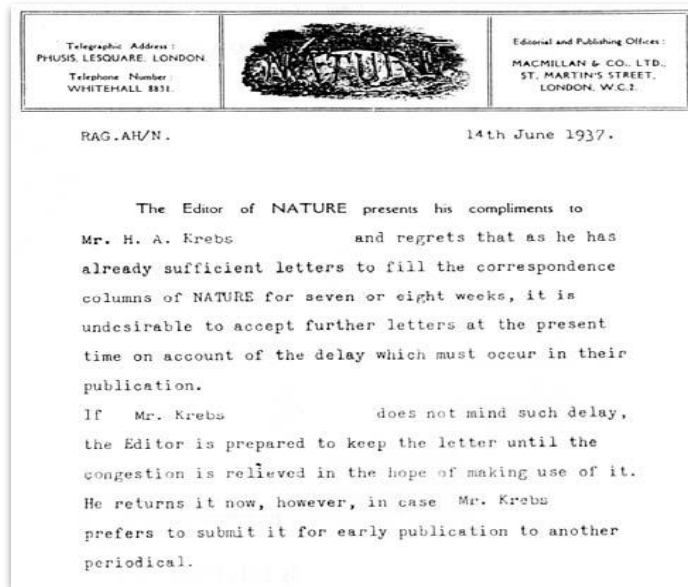 Telegraphic Address :
PHUSIS, LESQUARE, LONDON.
Telephone Number :
WHITEHALL 8831.
NATURE
Editorial and Publishing Offices :
MACMILLAN & CO., LTD.,
ST. MARTIN'S STREET,
LONDON, W.C.2.
RAG.AH/N. 14th June 1937.
The Editor of NATURE presents his compliments to
Mr. H. A. Krebs and regrets that as he has
already sufficient letters to fill the correspondence
columns of NATURE for seven or eight weeks, it is
undesirable to accept further letters at the present
time on account of the delay which must occur in their
publication.
If Mr. Krebs does not mind such delay,
the Editor is prepared to keep the letter until the
congestion is relieved in the hope of making use of it.
He returns it now, however, in case Mr. Krebs
prefers to submit it for early publication to another
periodical.